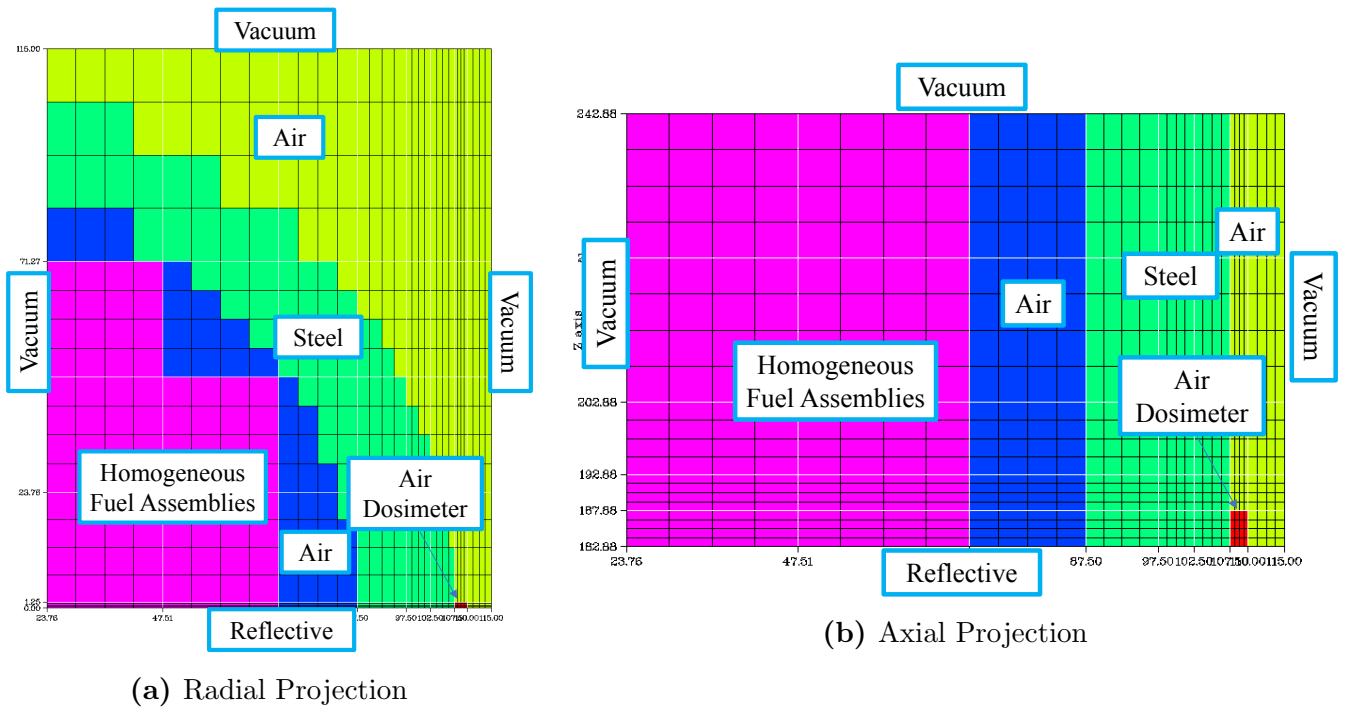 Vacuum
115.00
Air
71.27
Vacuum
Vacuum
Steel
Homogeneous
Fuel Assemblies
Air
Dosimeter
23.76
Air
1.25
0.00
23.76
47.51
97.50
102.50
115.00
Reflective
(a) Radial Projection
Vacuum
242.88
Air
Vacuum
Steel
Vacuum
Air
Z axis
Homogeneous
Fuel Assemblies
Air
Dosimeter
202.88
192.88
187.88
182.88
23.76
47.51
97.50
102.50
115.00
Reflective
(b) Axial Projection